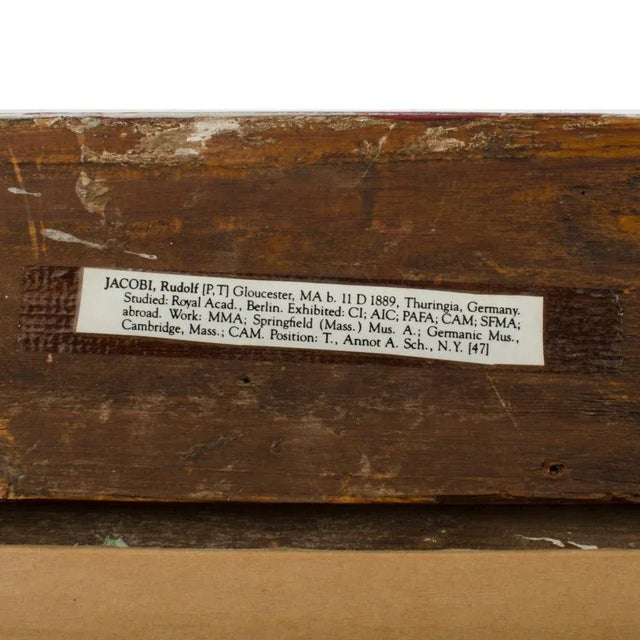 JACOBI, Rudolf [P, T] Gloucester, MA b. 11 D 1889, Thuringia, Germany.
Studied: Royal Acad., Berlin. Exhibited: CI; AIC; PAFA; CAM; SFMA;
abroad. Work: MMA; Springfield (Mass.) Mus. A.; Germanic Mus.,
Cambridge, Mass.; CAM. Position: T., Annot A. Sch., N.Y. [47]